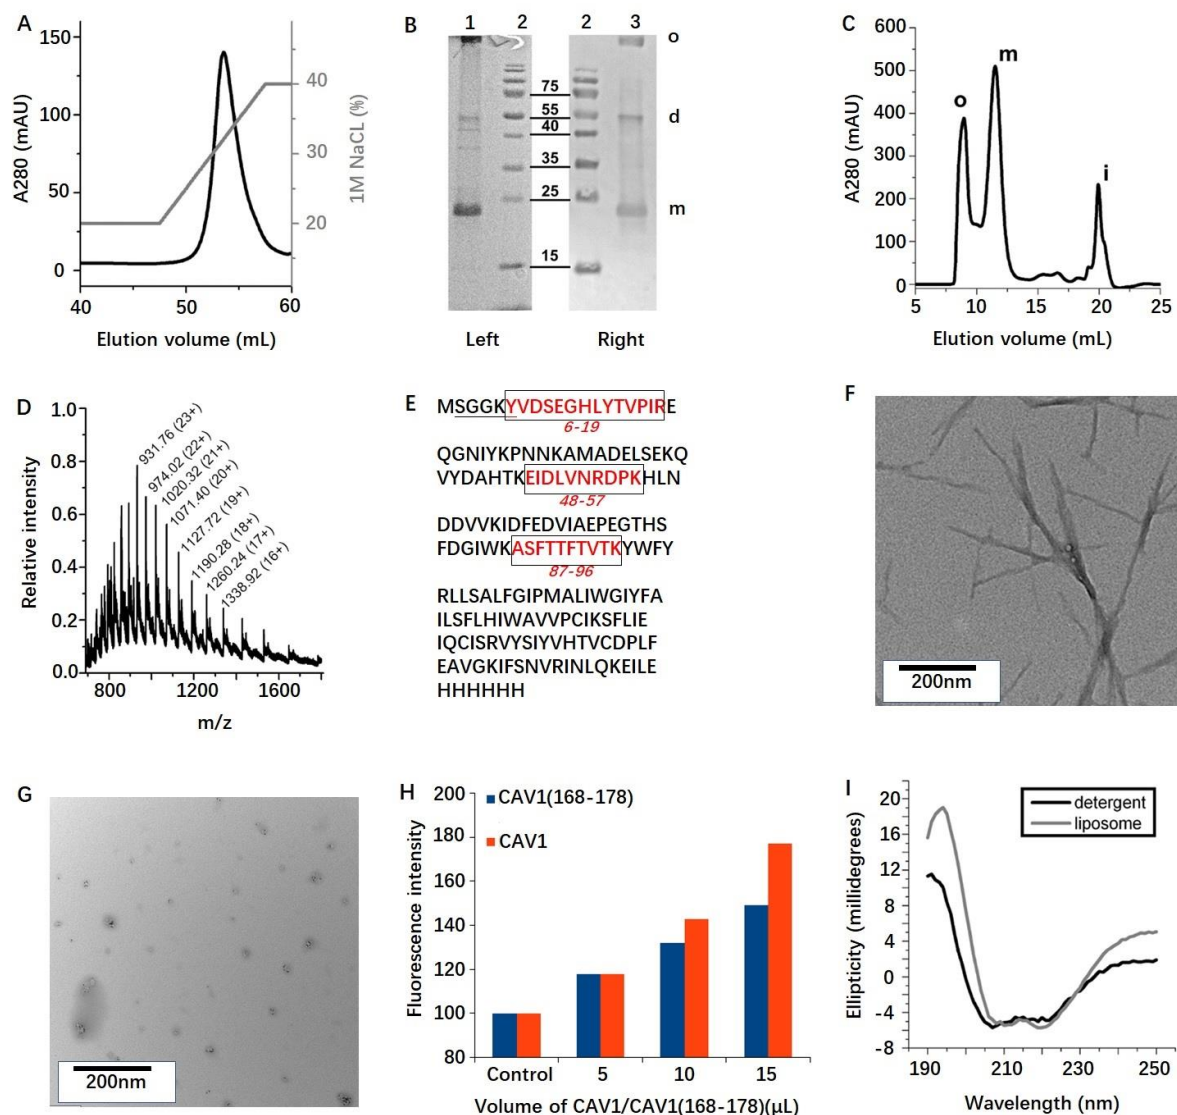 A
A280 (mAU)
150
100
50
0
40
50
60
Elution volume (mL)
40
30
20
1M NaCL (%)
B
1
2
2
3
o
75
55
d
40
35
25
m
15
Left
Right
C
A280 (mAU)
600
500
400
300
200
100
0
o
m
i
5
10
15
20
25
Elution volume (mL)
D
Relative intensity
1.0
0.8
0.6
0.4
0.2
0.0
931.76 (23+)
974.02 (22+)
1020.32 (21+)
1071.40 (20+)
1127.72 (19+)
1190.28 (18+)
1260.24 (17+)
1338.92 (16+)
800
1200
1600
m/z
E
MSGGKYVDSEGHLYTVPIRE
6-19
QGNIYKPNNKAMADELSEKQ
VYDAHTKEIDLVNRDPKHLN
48-57
DDVVKIDFEDVIAEPEGTHS
FDGIWKASFTTFTVTKYWFY
87-96
RLLSALFGIPMALIWGIYFA
ILSFLHIWAVVPCIKSFLIE
IQCISRVYSIYVHTVCDPLF
EAVGKIFSNVRINLQKEILE
HHHHHH
F
200nm
G
200nm
H
Fluorescence intensity
200
180
160
140
120
100
80
CAV1(168-178)
CAV1
Control
5
10
15
Volume of CAV1/CAV1(168-178)(μL)
I
Ellipticity (millidegrees)
20
16
12
8
4
0
-4
-8
detergent
liposome
190
210
230
250
Wavelength (nm)